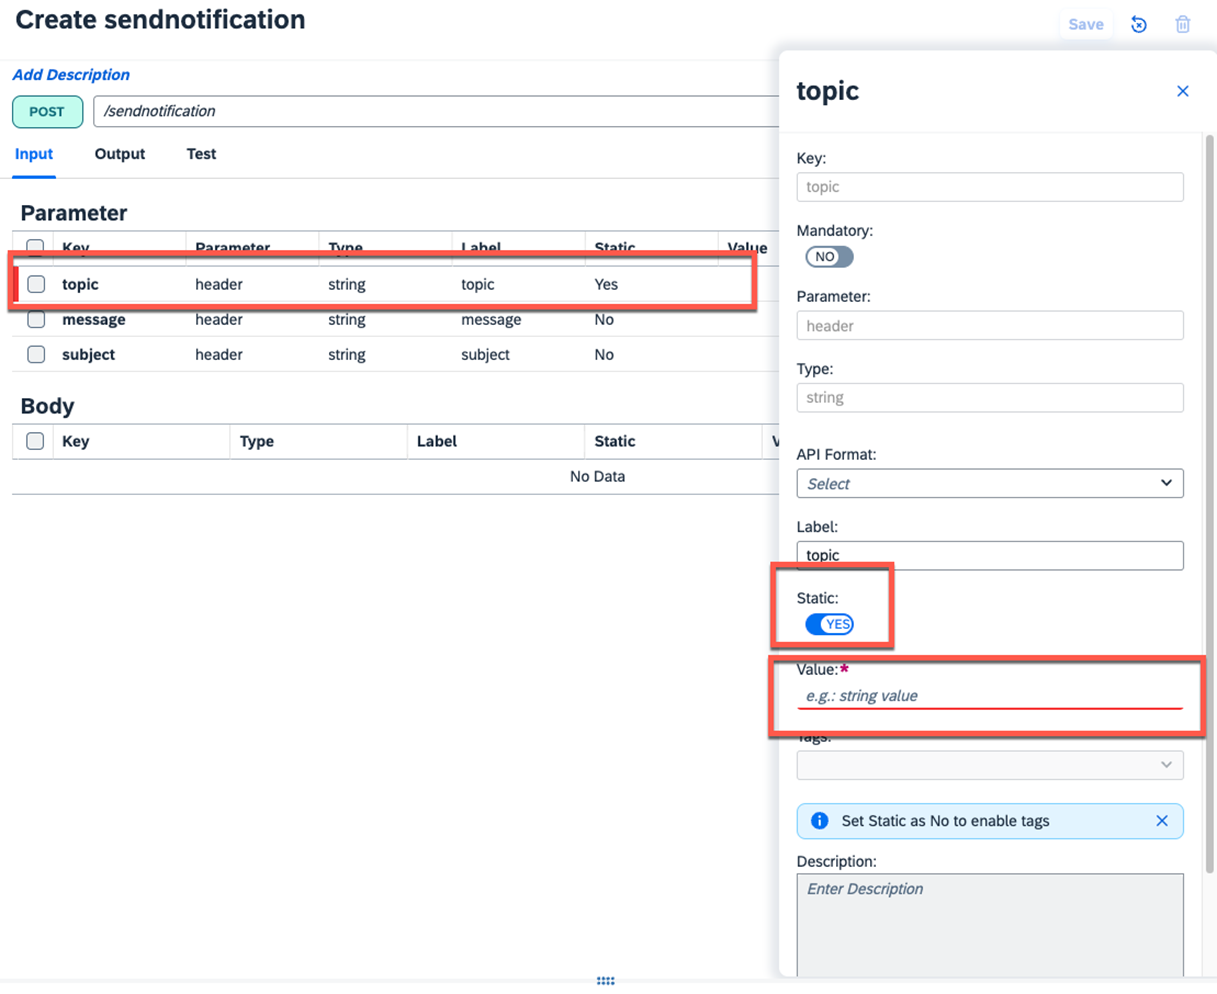 Create sendnotification
Save
Add Description
POST
/sendnotification
Input Output Test
Parameter
Key Parameter Type Label Static Value
topic header string topic Yes
message header string message No
subject header string subject No
Body
Key Type Label Static V
No Data
topic
Key:
topic
Mandatory:
NO
Parameter:
header
Type:
string
API Format:
Select
Label:
topic
Static:
YES
Value:*
e.g.: string value
Tags:
Set Static as No to enable tags
Description:
Enter Description